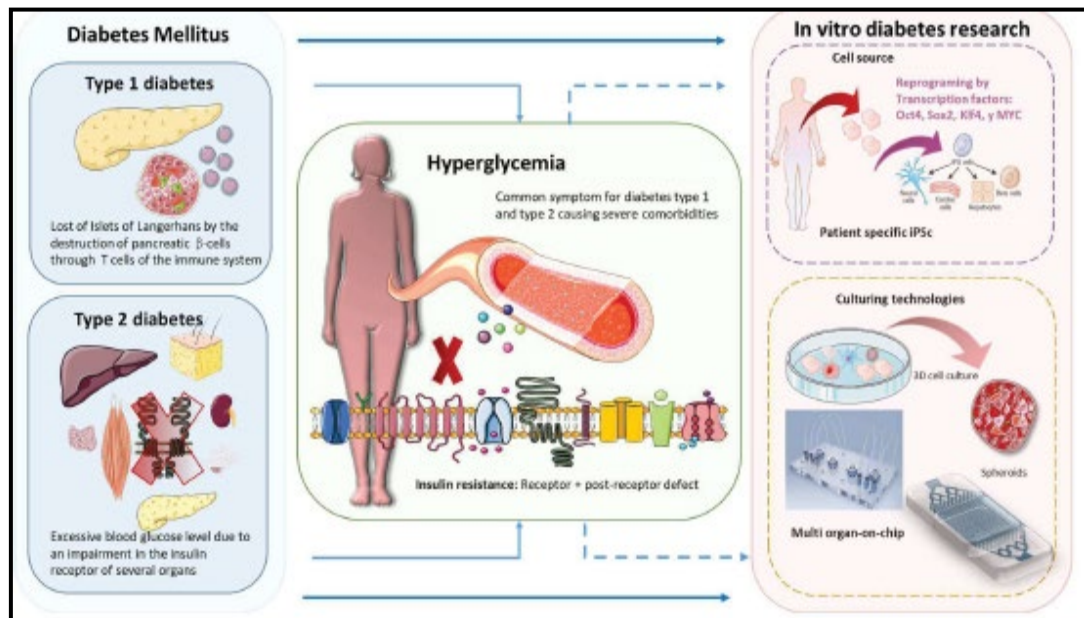 Diabetes Mellitus
Type 1 diabetes
Lost of Islets of Langerhans by the
destruction of pancreatic β-cells
through T cells of the immune system
Type 2 diabetes
Excessive blood glucose level due to
an impairment in the insulin
receptor of several organs
Hyperglycemia
Common symptom for diabetes type 1
and type 2 causing severe comorbidities
Insulin resistance: Receptor + post-receptor defect
In vitro diabetes research
Cell source
Reprograming by
Transcription factors:
Oct4, Sox2, Klf4, y MYC
cells
Hepatocytes
Patient specific iPSc
Culturing technologies
3D cell culture
Spheroids
Multi organ-on-chip